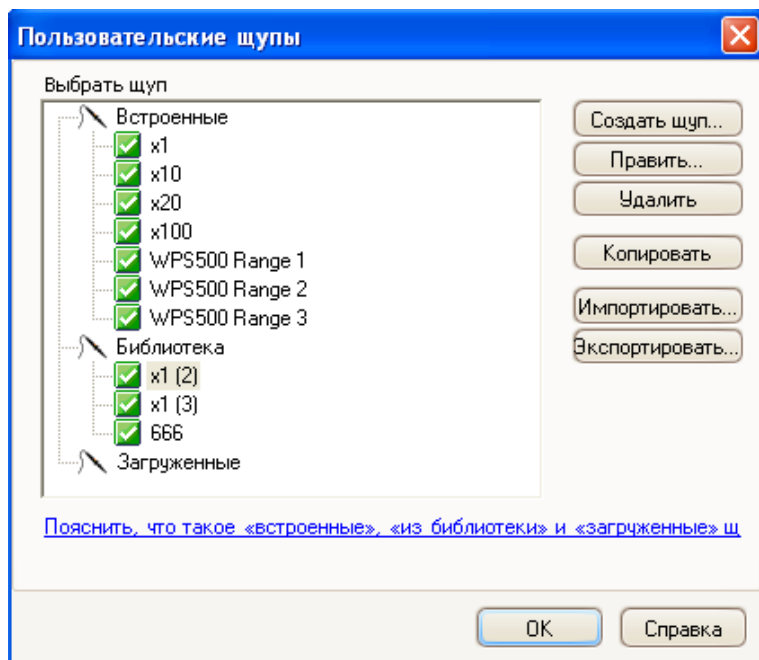 Пользовательские щупы
Выбрать щуп
Встроенные
x1
x10
x20
x100
WPS500 Range 1
WPS500 Range 2
WPS500 Range 3
Библиотека
x1 (2)
x1 (3)
666
Загруженные
Создать щуп...
Править...
Удалить
Копировать
Импортировать...
Экспортировать...
Пояснить, что такое «встроенные», «из библиотеки» и «загруженные» щ
OK
Справка